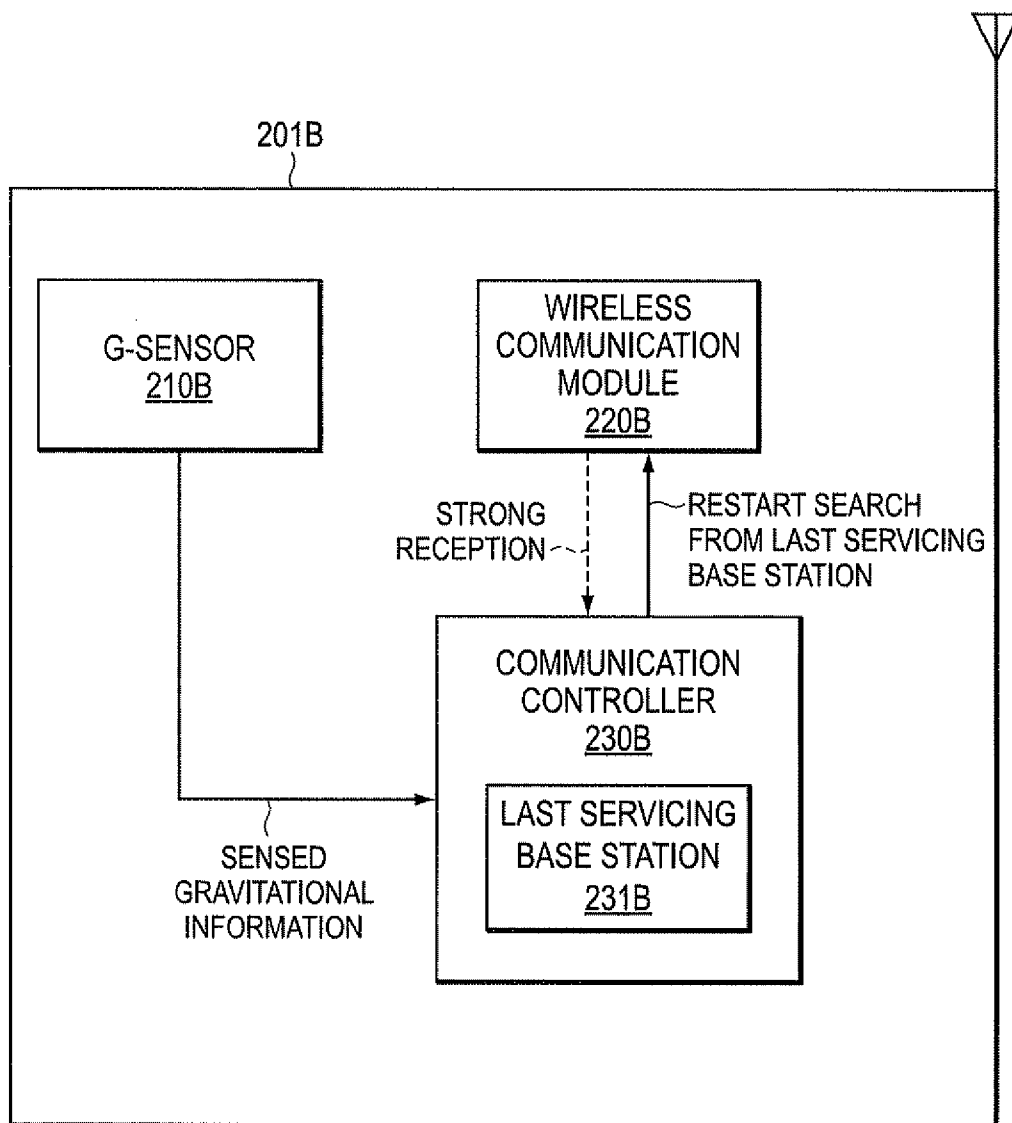 201B
G-SENSOR
210B
WIRELESS
COMMUNICATION
MODULE
220B
STRONG
RECEPTION
RESTART SEARCH
FROM LAST SERVICING
BASE STATION
COMMUNICATION
CONTROLLER
230B
LAST SERVICING
BASE STATION
231B
SENSED
GRAVITATIONAL
INFORMATION